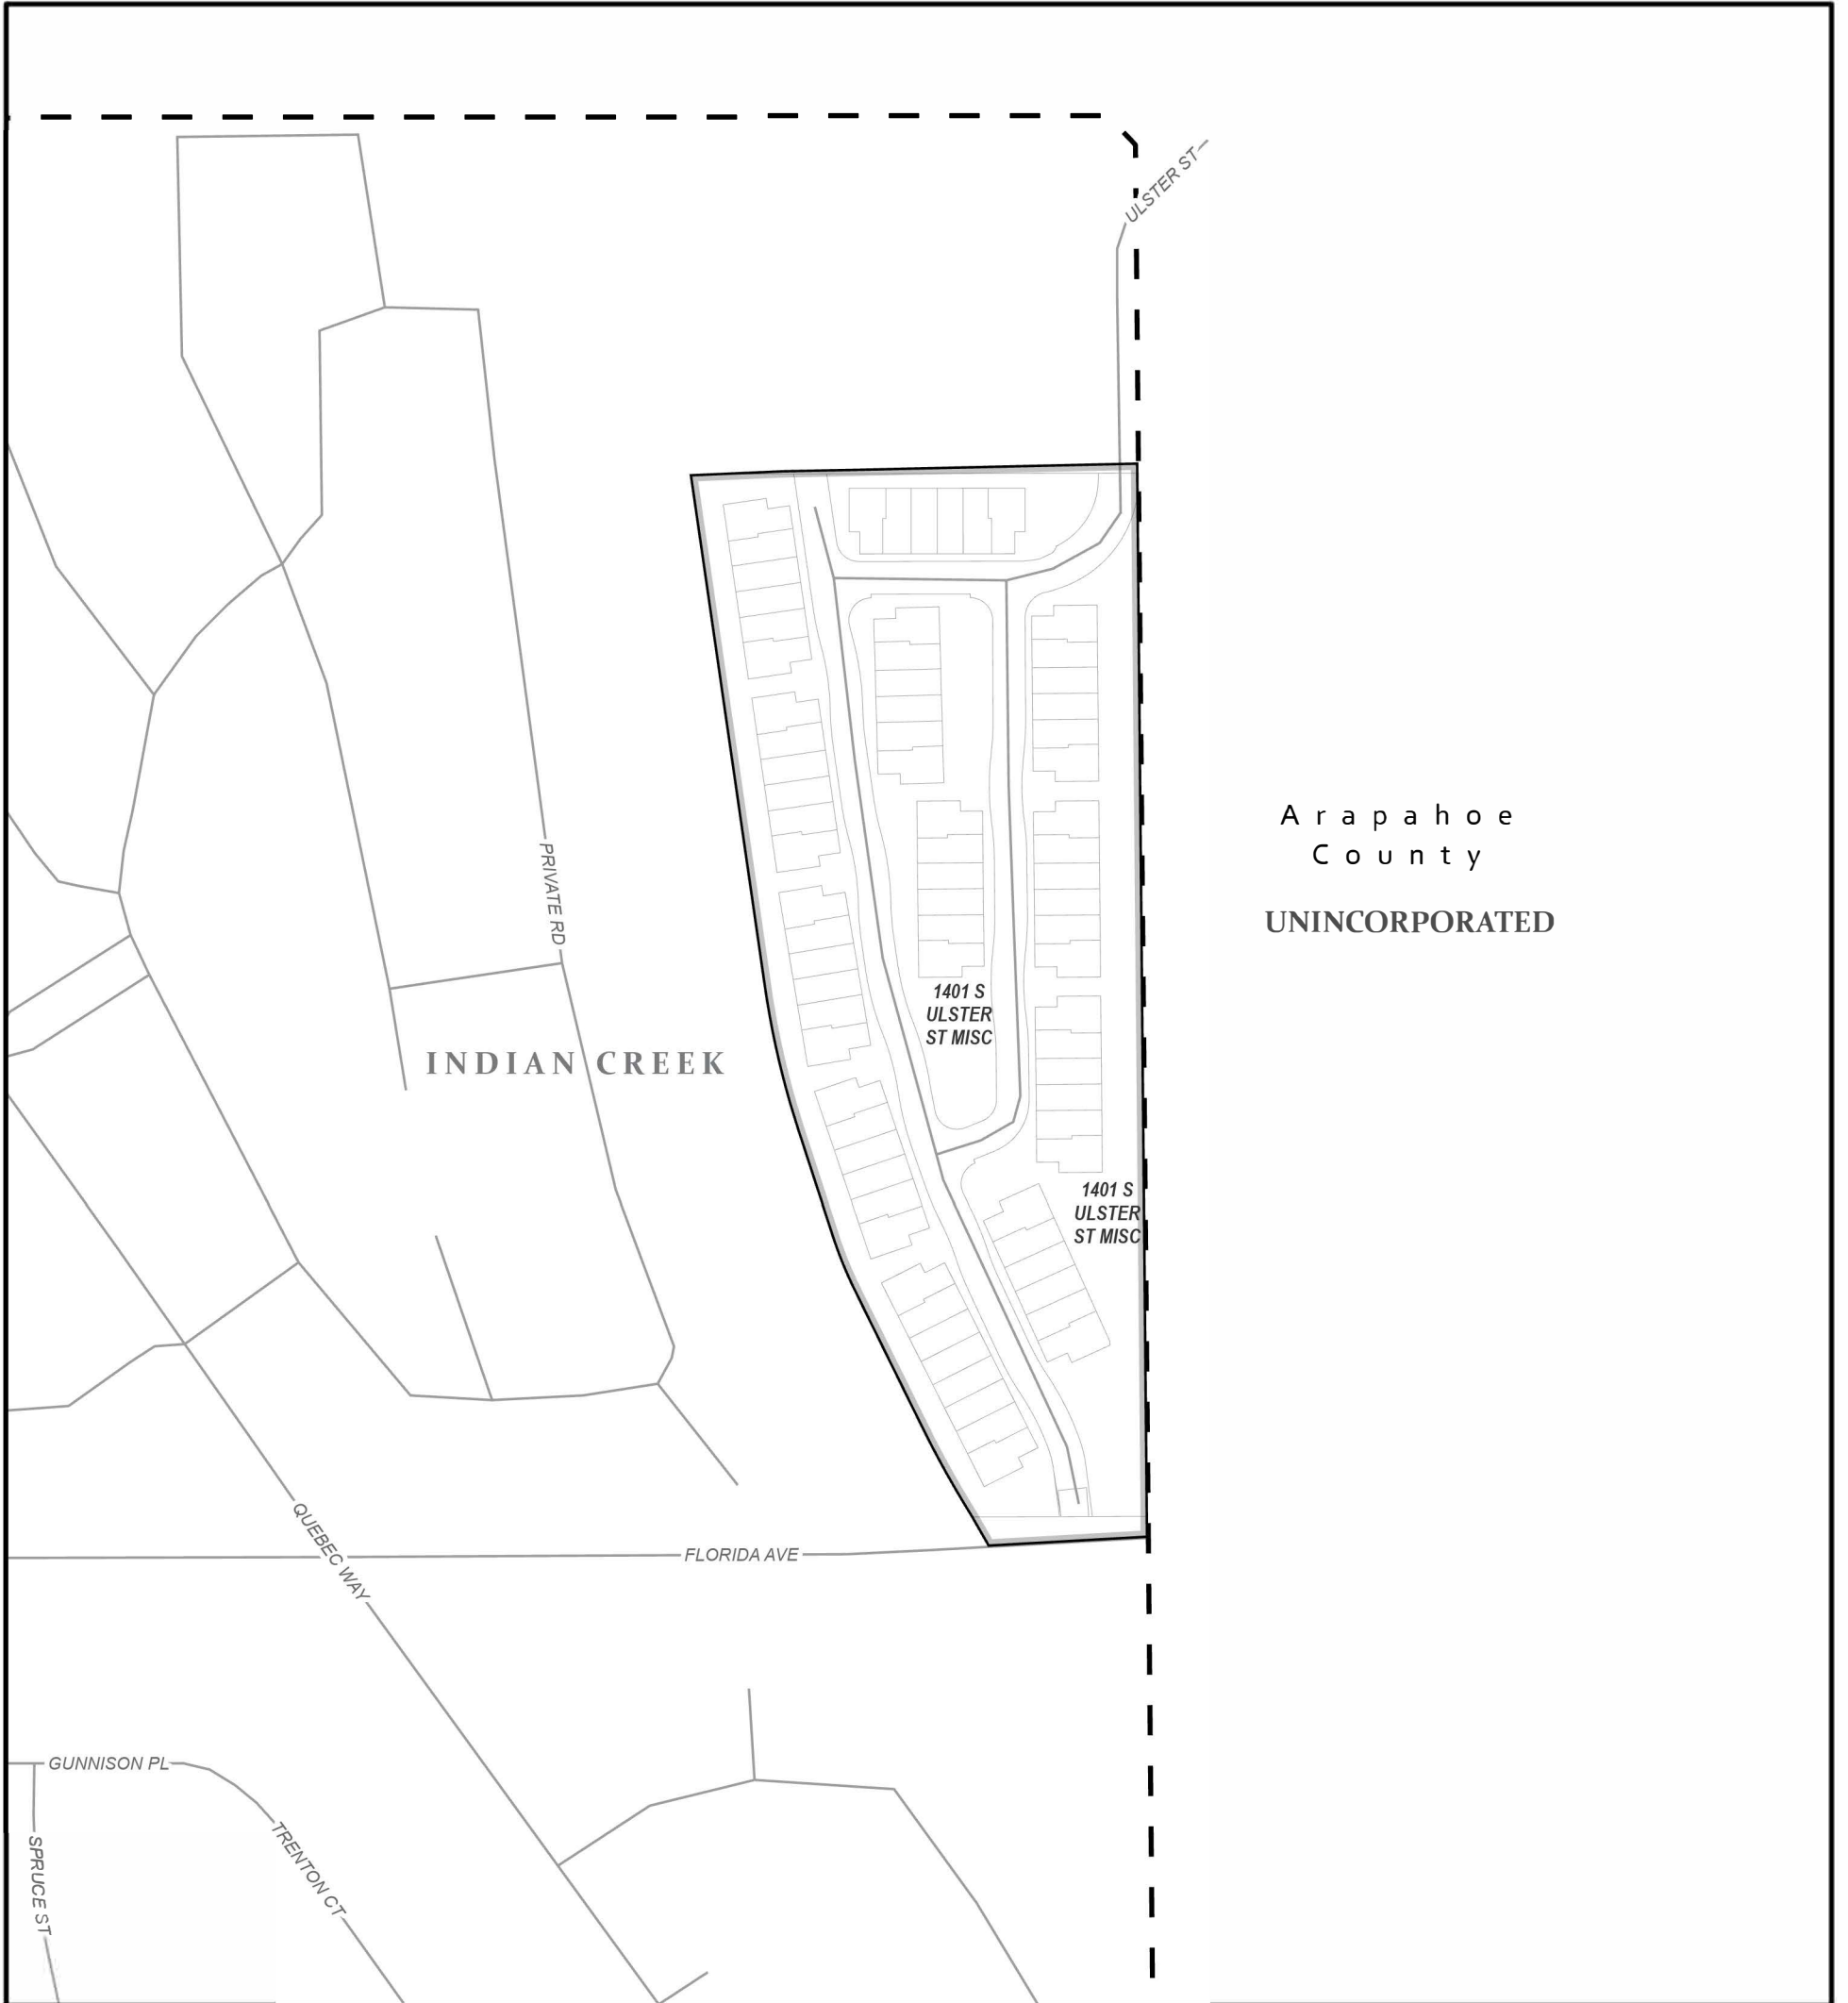 ULSTER ST
Arapahoe
County
UNINCORPORATED
PRIVATE RD
1401 S
ULSTER
ST MISC
INDIAN CREEK
1401 S
ULSTER
ST MISC
QUEBEC WAY
FLORIDA AVE
GUNNISON PL
SPRUCE ST
TRENTON CT